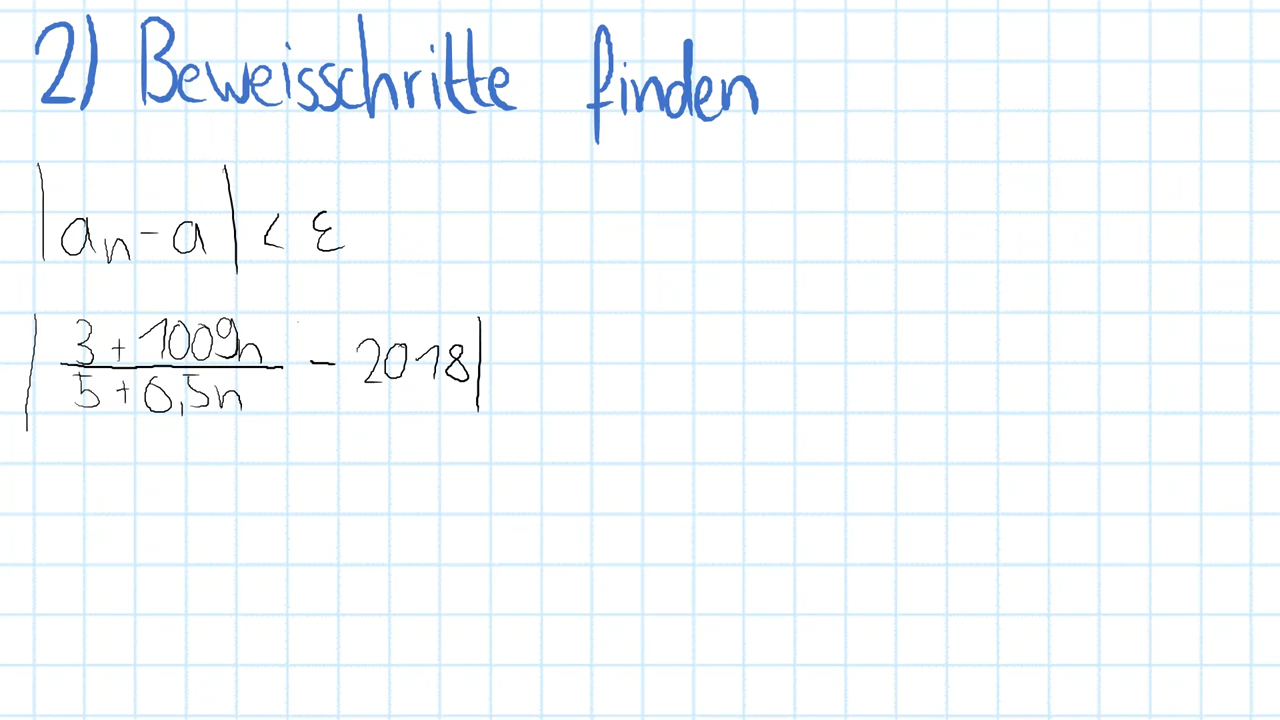 2) Beweisschritte finden
|aₙ - a| < ε
| (3 + 1009n) / (5 + 0,5n) - 2018 |